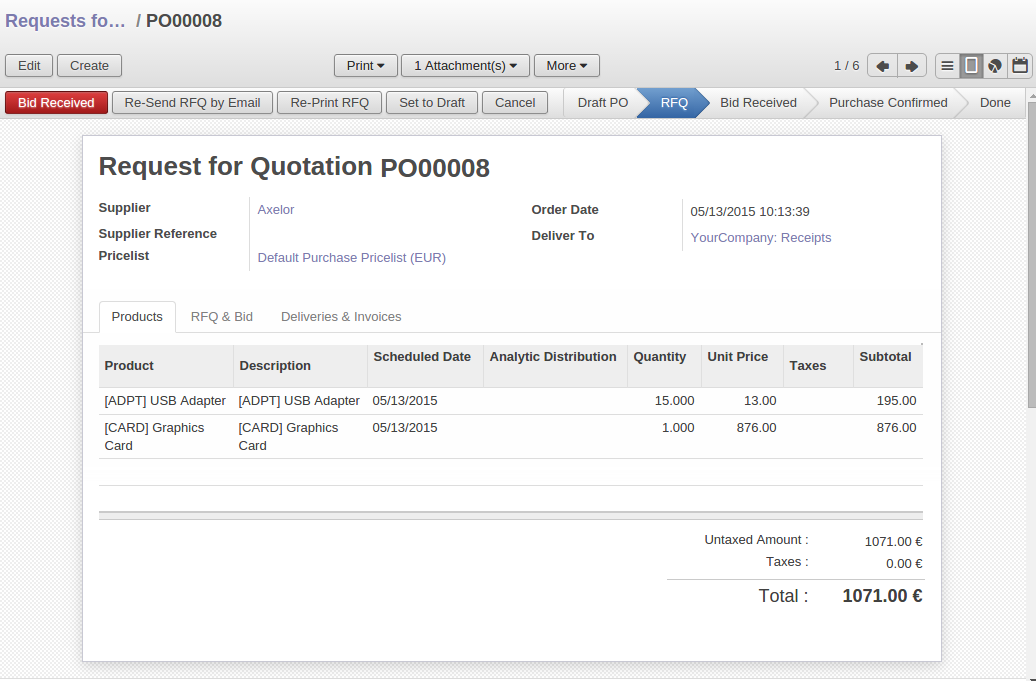 Requests fo… / PO00008
Edit Create Print 1 Attachment(s) More 1 / 6
Bid Received Re-Send RFQ by Email Re-Print RFQ Set to Draft Cancel Draft PO RFQ Bid Received Purchase Confirmed Done
Request for Quotation PO00008
Supplier Axelor Order Date 05/13/2015 10:13:39
Supplier Reference Deliver To YourCompany: Receipts
Pricelist Default Purchase Pricelist (EUR)
Products RFQ & Bid Deliveries & Invoices
Product Description Scheduled Date Analytic Distribution Quantity Unit Price Taxes Subtotal
[ADPT] USB Adapter [ADPT] USB Adapter 05/13/2015 15.000 13.00 195.00
[CARD] Graphics [CARD] Graphics 05/13/2015 1.000 876.00 876.00
Card Card
Untaxed Amount : 1071.00 €
Taxes : 0.00 €
Total : 1071.00 €